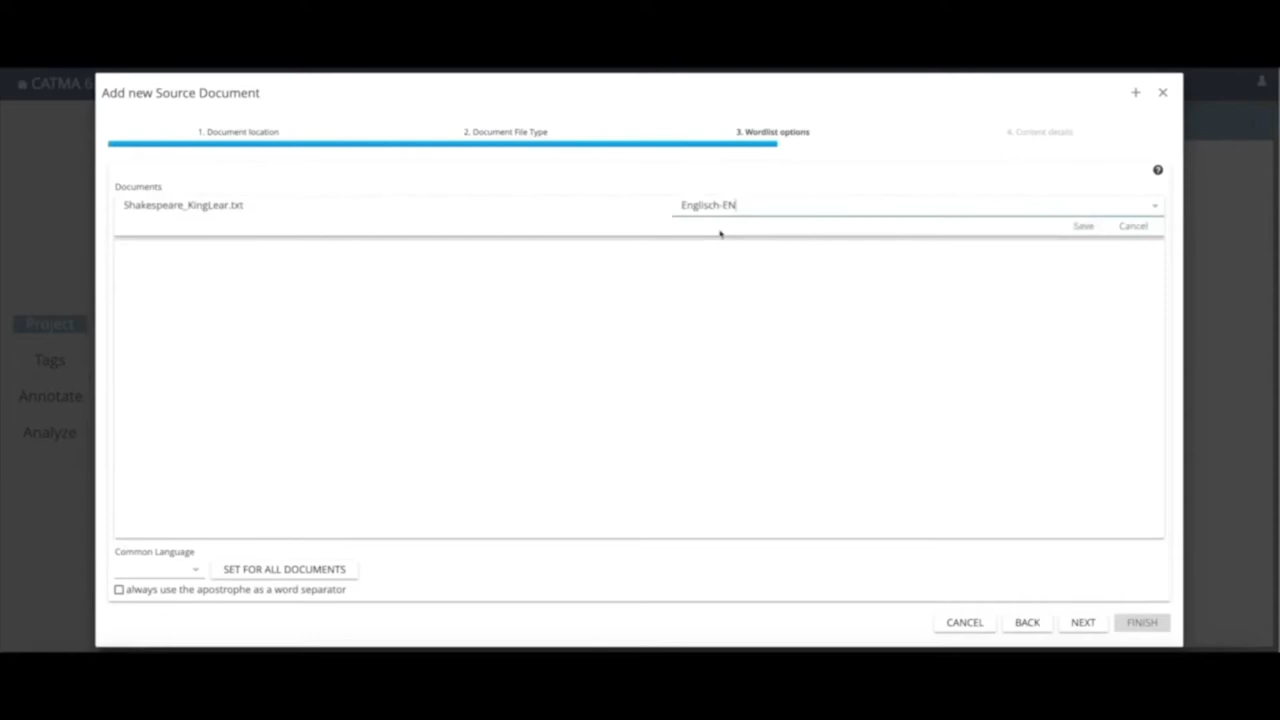 CATMA 6
Add new Source Document
1. Document location
2. Document File Type
3. Wordlist options
4. Content details
Documents
Shakespeare_KingLear.txt
Englisch-EN
Save
Cancel
Project
Tags
Annotate
Analyze
Common Language
SET FOR ALL DOCUMENTS
always use the apostrophe as a word separator
CANCEL
BACK
NEXT
FINISH